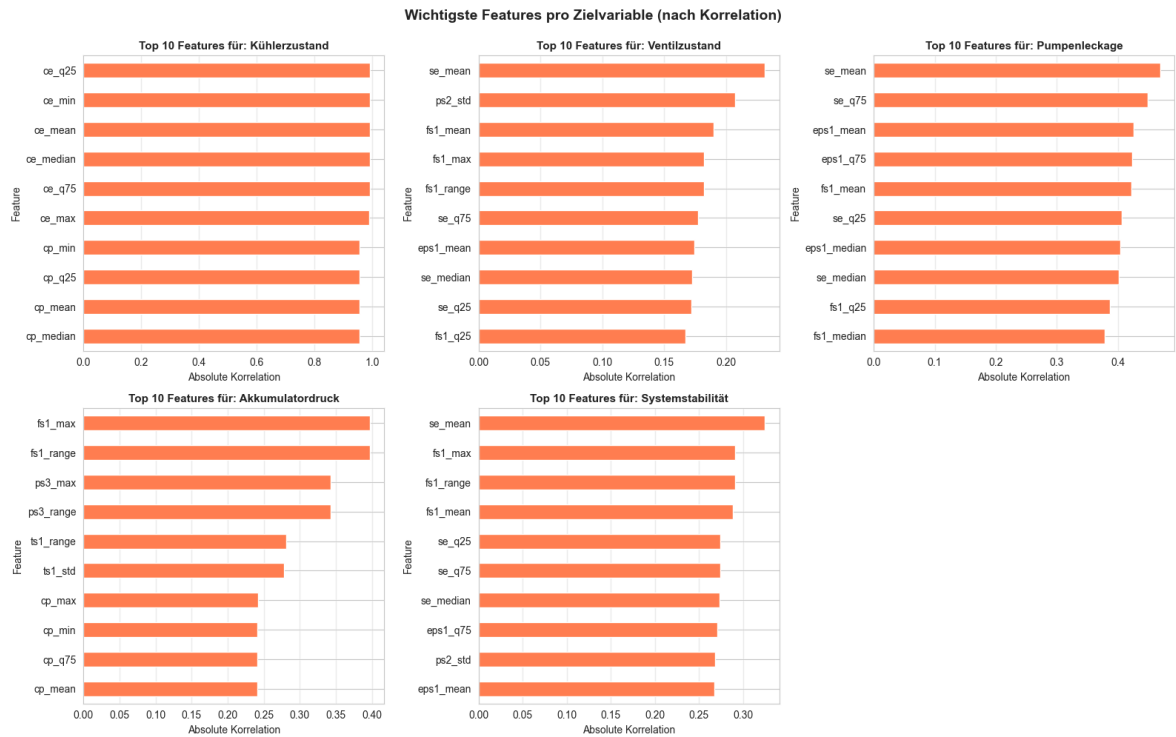 Wichtigste Features pro Zielvariable (nach Korrelation)
Top 10 Features für: Kühlerzustand
Feature
ce_q25
ce_min
ce_mean
ce_median
ce_q75
ce_max
cp_min
cp_q25
cp_mean
cp_median
0.0 0.2 0.4 0.6 0.8 1.0
Absolute Korrelation
Top 10 Features für: Ventilzustand
Feature
se_mean
ps2_std
fs1_mean
fs1_max
fs1_range
se_q75
eps1_mean
se_median
se_q25
fs1_q25
0.00 0.05 0.10 0.15 0.20
Absolute Korrelation
Top 10 Features für: Pumpenleckage
Feature
se_mean
se_q75
eps1_mean
eps1_q75
fs1_mean
se_q25
eps1_median
se_median
fs1_q25
fs1_median
0.0 0.1 0.2 0.3 0.4
Absolute Korrelation
Top 10 Features für: Akkumulatordruck
Feature
fs1_max
fs1_range
ps3_max
ps3_range
ts1_range
ts1_std
cp_max
cp_min
cp_q75
cp_mean
0.00 0.05 0.10 0.15 0.20 0.25 0.30 0.35 0.40
Absolute Korrelation
Top 10 Features für: Systemstabilität
Feature
se_mean
fs1_max
fs1_range
fs1_mean
se_q25
se_q75
se_median
eps1_q75
ps2_std
eps1_mean
0.00 0.05 0.10 0.15 0.20 0.25 0.30
Absolute Korrelation